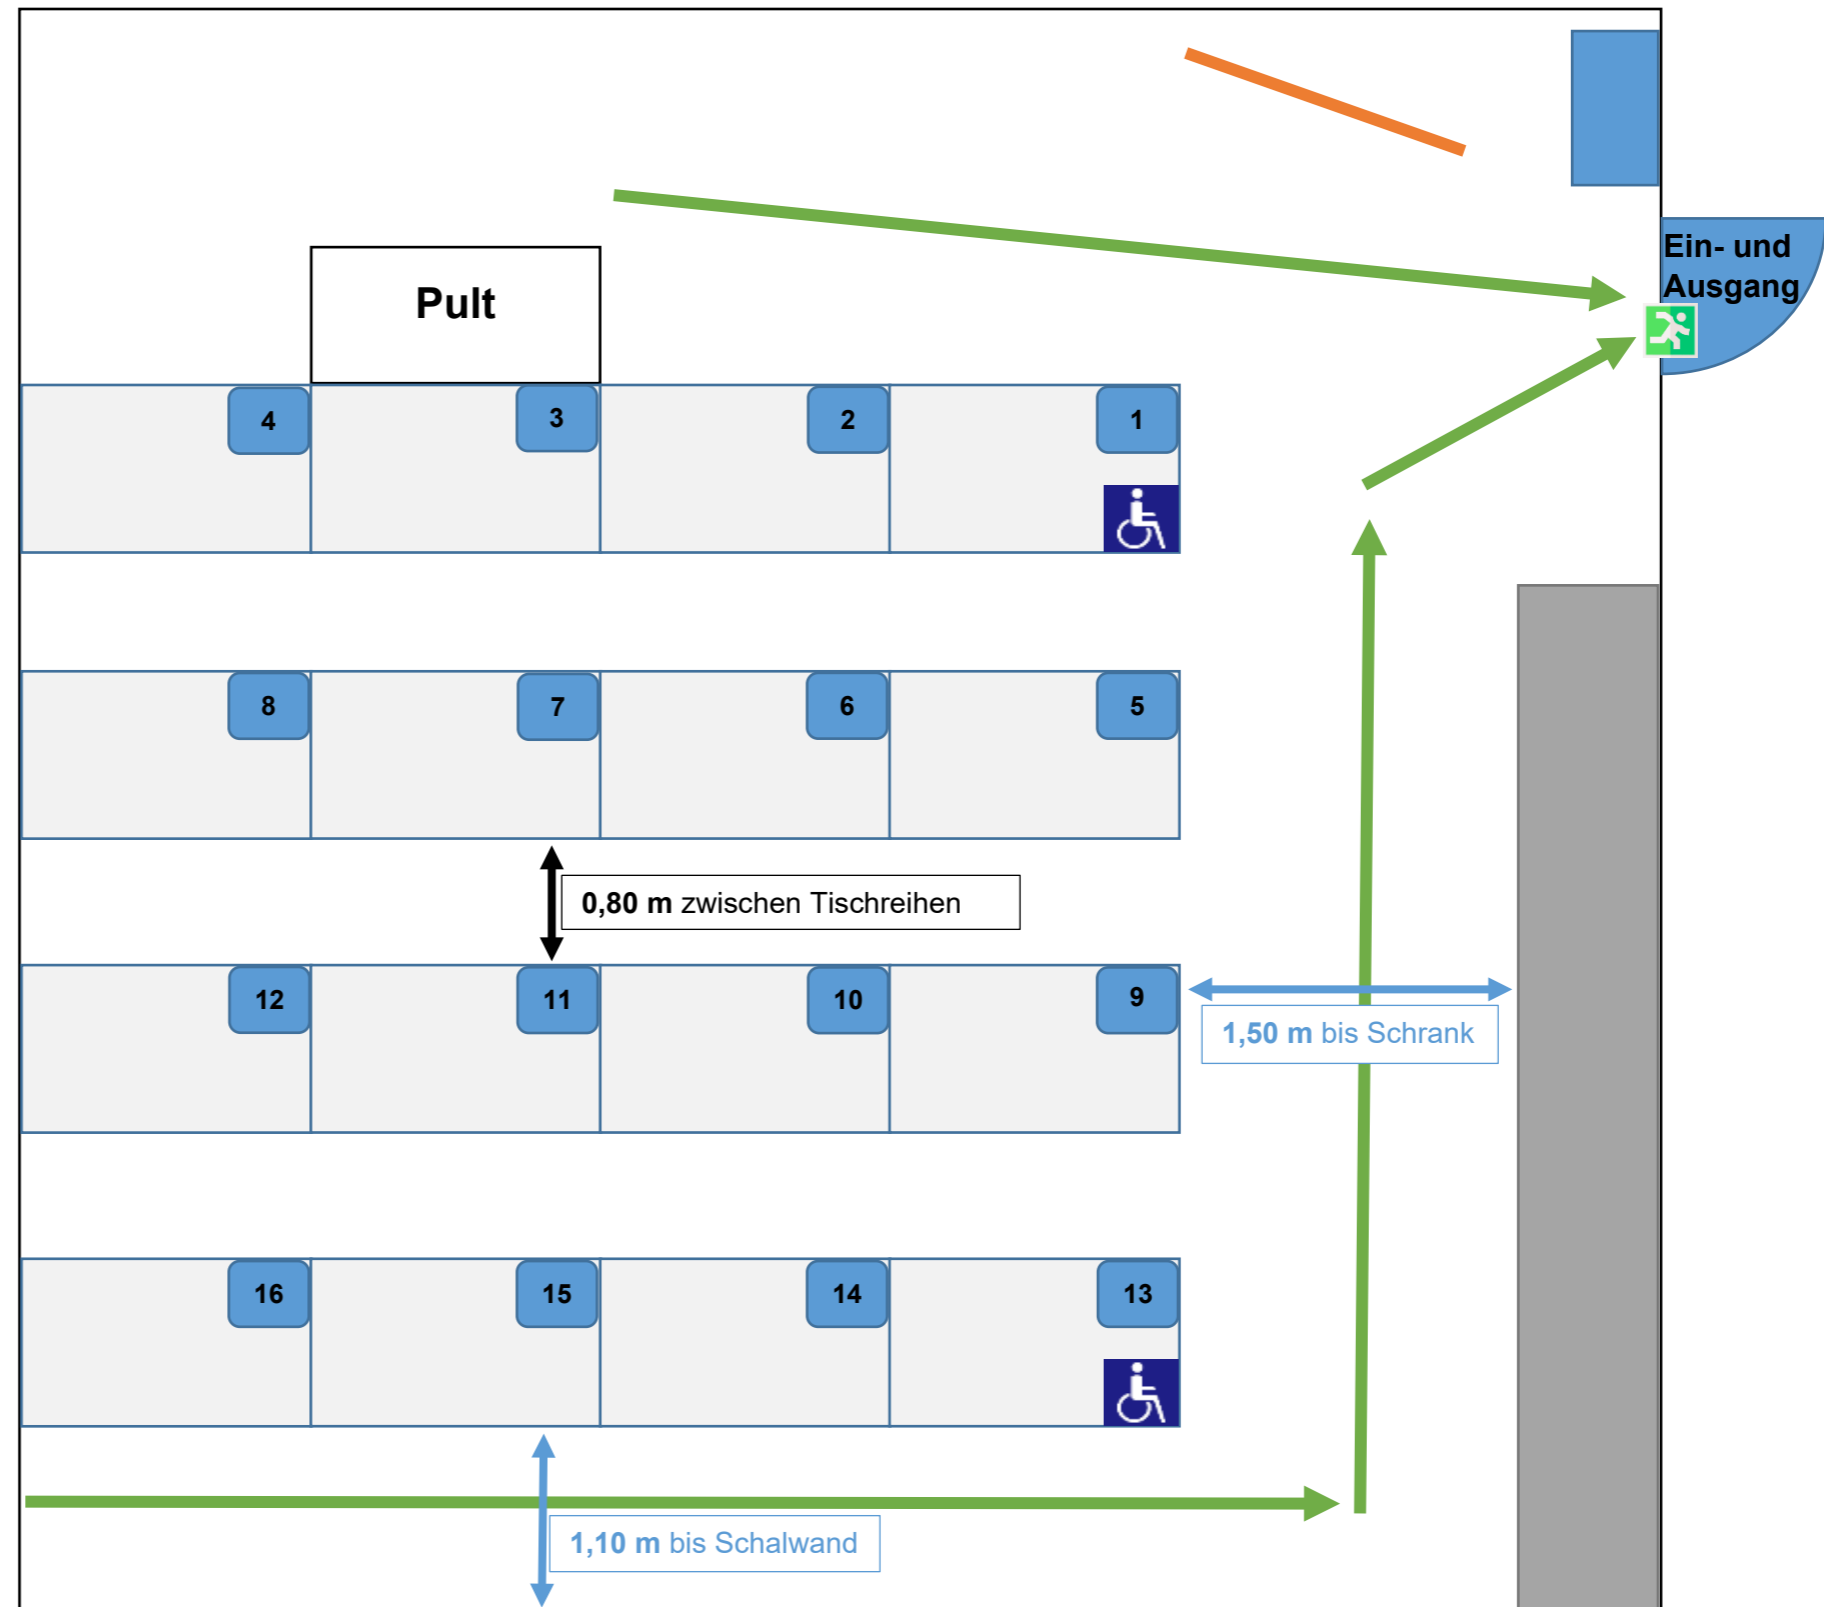 Ein- und
Ausgang
Pult
4
3
2
1
8
7
6
5
0,80 m zwischen Tischreihen
12
11
10
9
1,50 m bis Schrank
16
15
14
13
1,10 m bis Schalwand